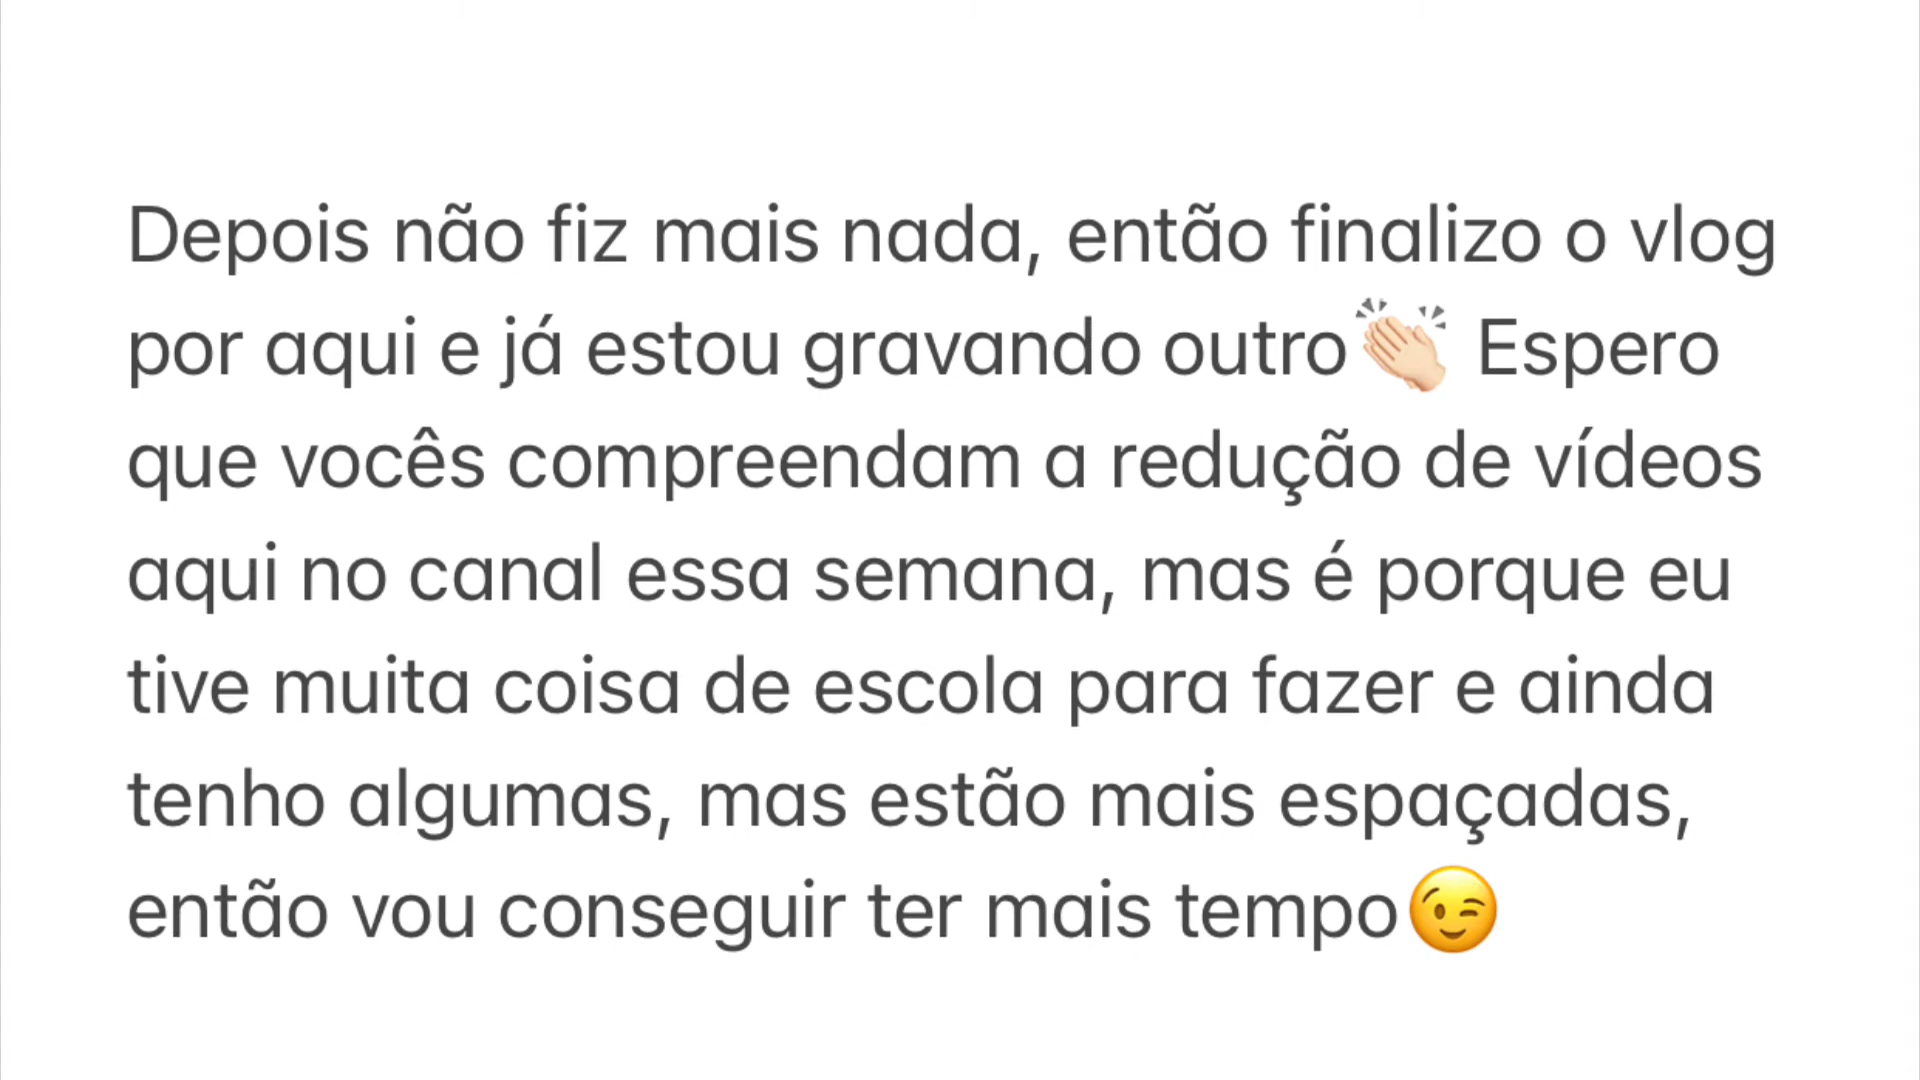 Depois não fiz mais nada, então finalizo o vlog
por aqui e já estou gravando outro👏🏻 Espero
que vocês compreendam a redução de vídeos
aqui no canal essa semana, mas é porque eu
tive muita coisa de escola para fazer e ainda
tenho algumas, mas estão mais espaçadas,
então vou conseguir ter mais tempo😉